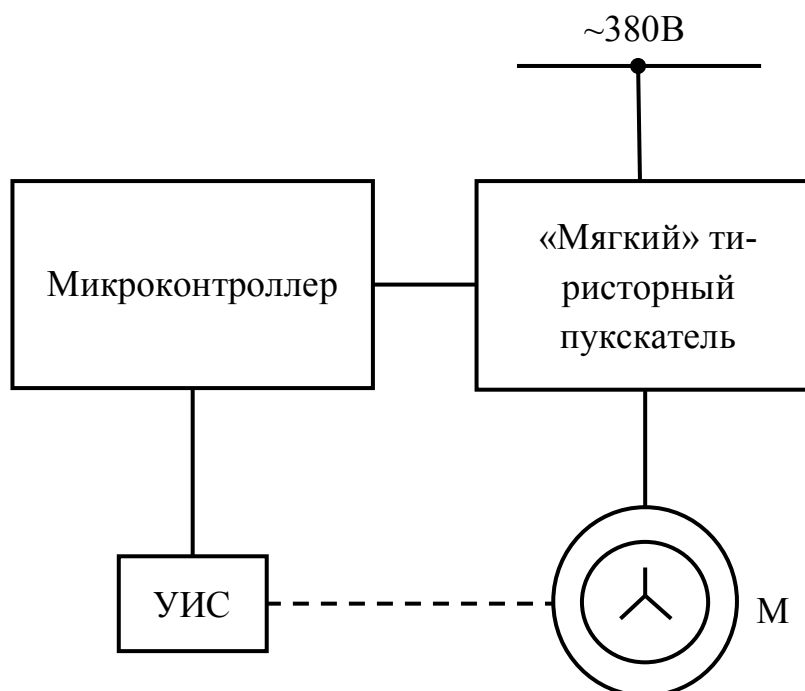 ~380В
Микроконтроллер
«Мягкий» ти-
ристорный
пукскатель
УИС
М